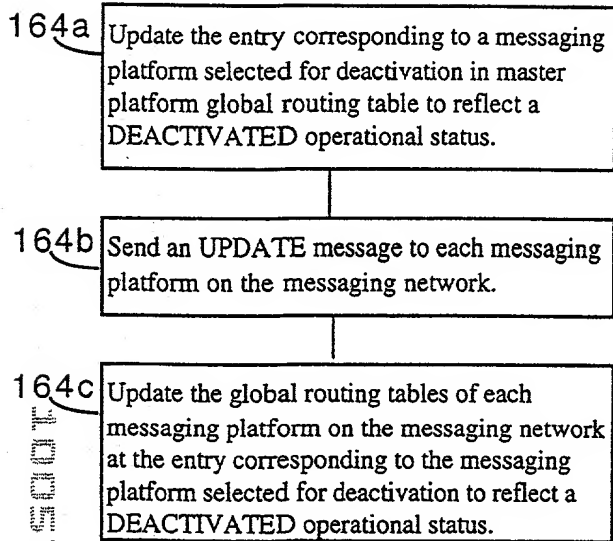 164a
Update the entry corresponding to a messaging
platform selected for deactivation in master
platform global routing table to reflect a
DEACTIVATED operational status.
164b
Send an UPDATE message to each messaging
platform on the messaging network.
164c
Update the global routing tables of each
messaging platform on the messaging network
at the entry corresponding to the messaging
platform selected for deactivation to reflect a
DEACTIVATED operational status.